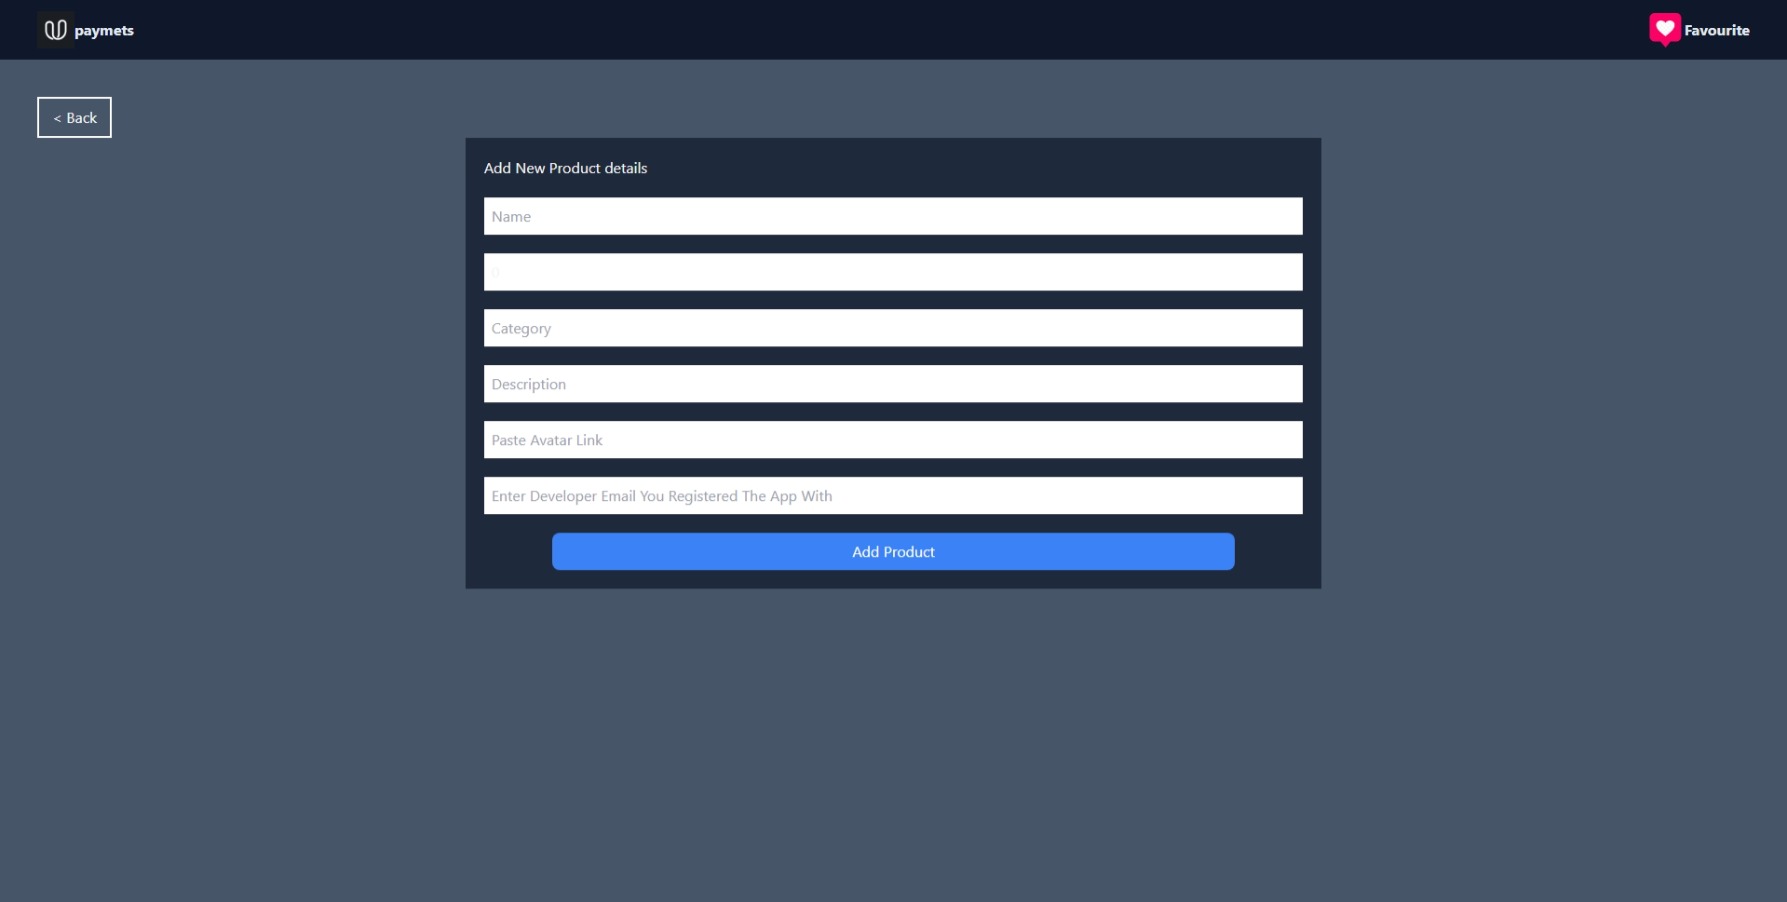 paymets
Favourite
< Back
Add New Product details
Name
0
Category
Description
Paste Avatar Link
Enter Developer Email You Registered The App With
Add Product